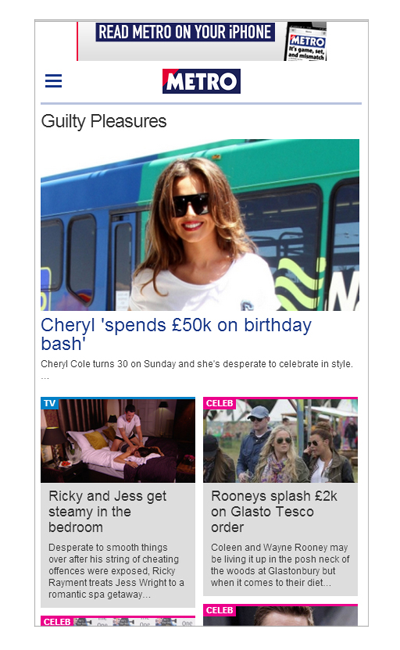 READ METRO ON YOUR iPHONE
METRO
It's game, set,
and mismatch
METRO
Guilty Pleasures
Cheryl 'spends £50k on birthday
bash'
Cheryl Cole turns 30 on Sunday and she's desperate to celebrate in style.
…
TV
CELEB
Ricky and Jess get
steamy in the
bedroom
Desperate to smooth things
over after his string of cheating
offences were exposed, Ricky
Rayment treats Jess Wright to a
romantic spa getaway…
Rooneys splash £2k
on Glasto Tesco
order
Coleen and Wayne Rooney may
be living it up in the posh neck of
the woods at Glastonbury but
when it comes to their diet…
CELEB
CELEB